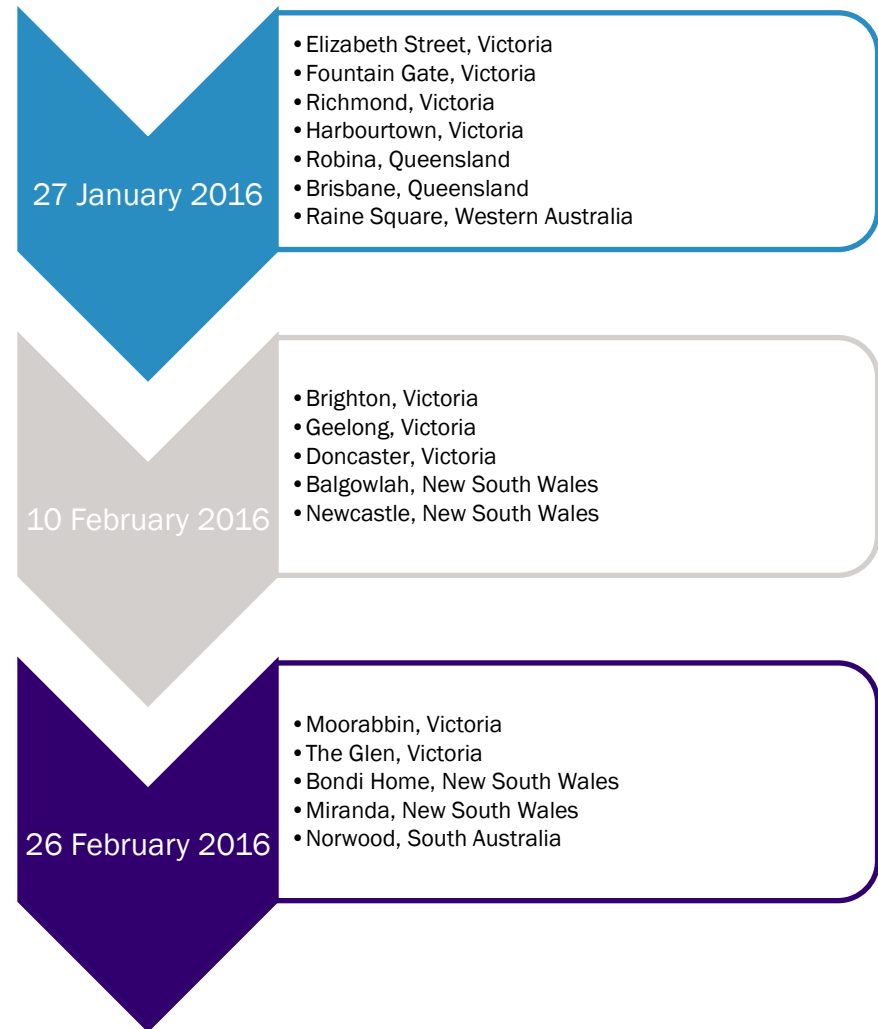 27 January 2016
•Elizabeth Street, Victoria
•Fountain Gate, Victoria
•Richmond, Victoria
•Harbourtown, Victoria
•Robina, Queensland
•Brisbane, Queensland
•Raine Square, Western Australia
10 February 2016
•Brighton, Victoria
•Geelong, Victoria
•Doncaster, Victoria
•Balgowlah, New South Wales
•Newcastle, New South Wales
26 February 2016
•Moorabbin, Victoria
•The Glen, Victoria
•Bondi Home, New South Wales
•Miranda, New South Wales
•Norwood, South Australia